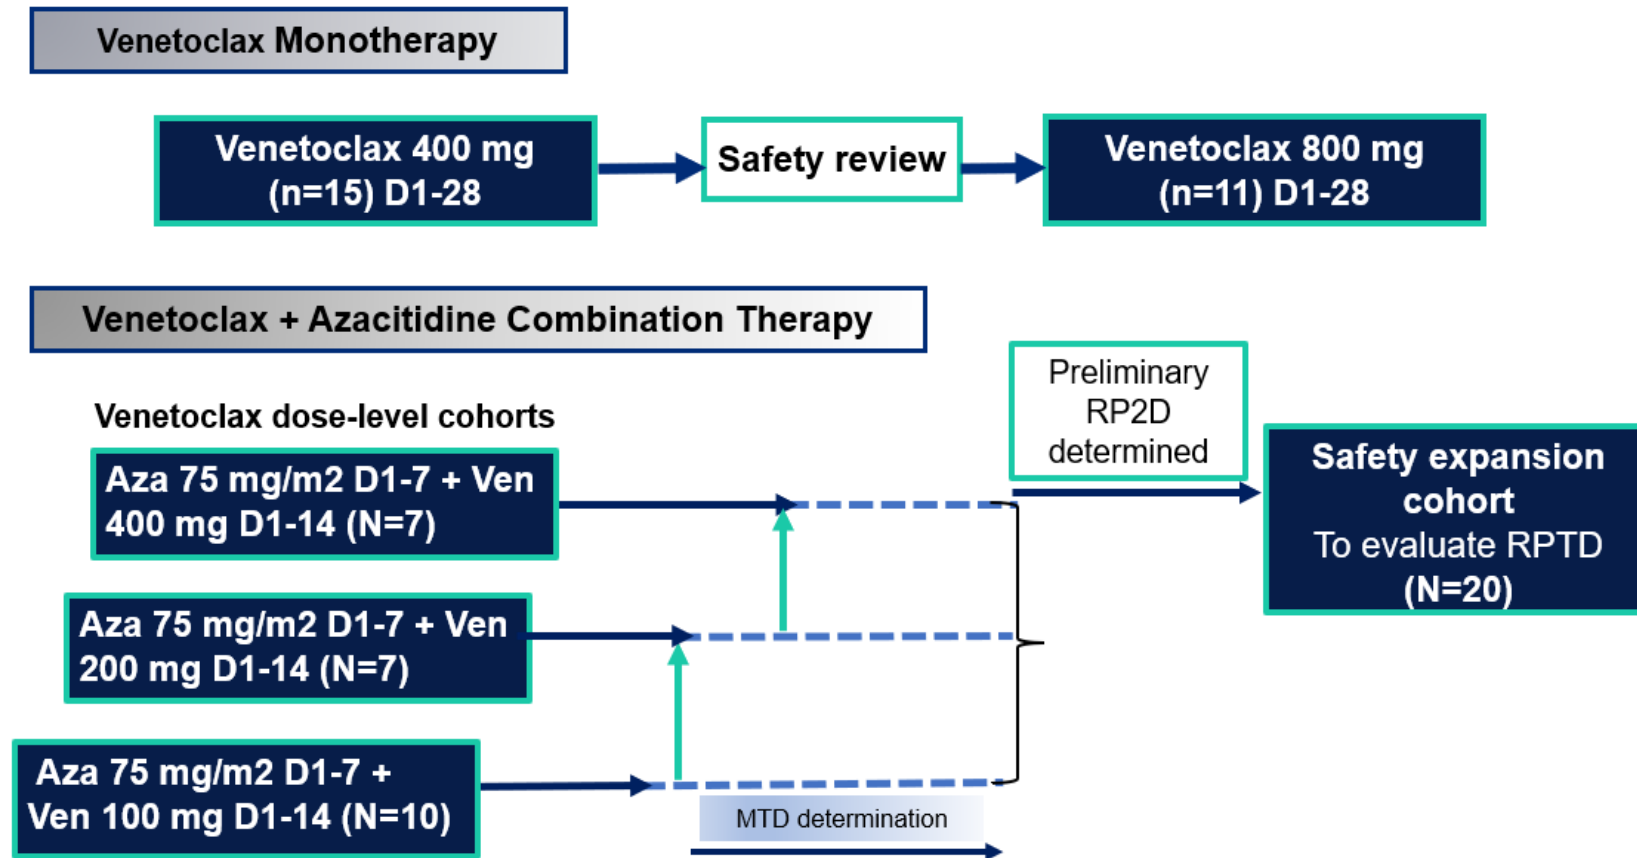 Venetoclax Monotherapy
Venetoclax 400 mg
(n=15) D1-28
Safety review
Venetoclax 800 mg
(n=11) D1-28
Venetoclax + Azacitidine Combination Therapy
Venetoclax dose-level cohorts
Aza 75 mg/m2 D1-7 + Ven
400 mg D1-14 (N=7)
Aza 75 mg/m2 D1-7 + Ven
200 mg D1-14 (N=7)
Aza 75 mg/m2 D1-7 +
Ven 100 mg D1-14 (N=10)
MTD determination
Preliminary
RP2D
determined
Safety expansion
cohort
To evaluate RPTD
(N=20)